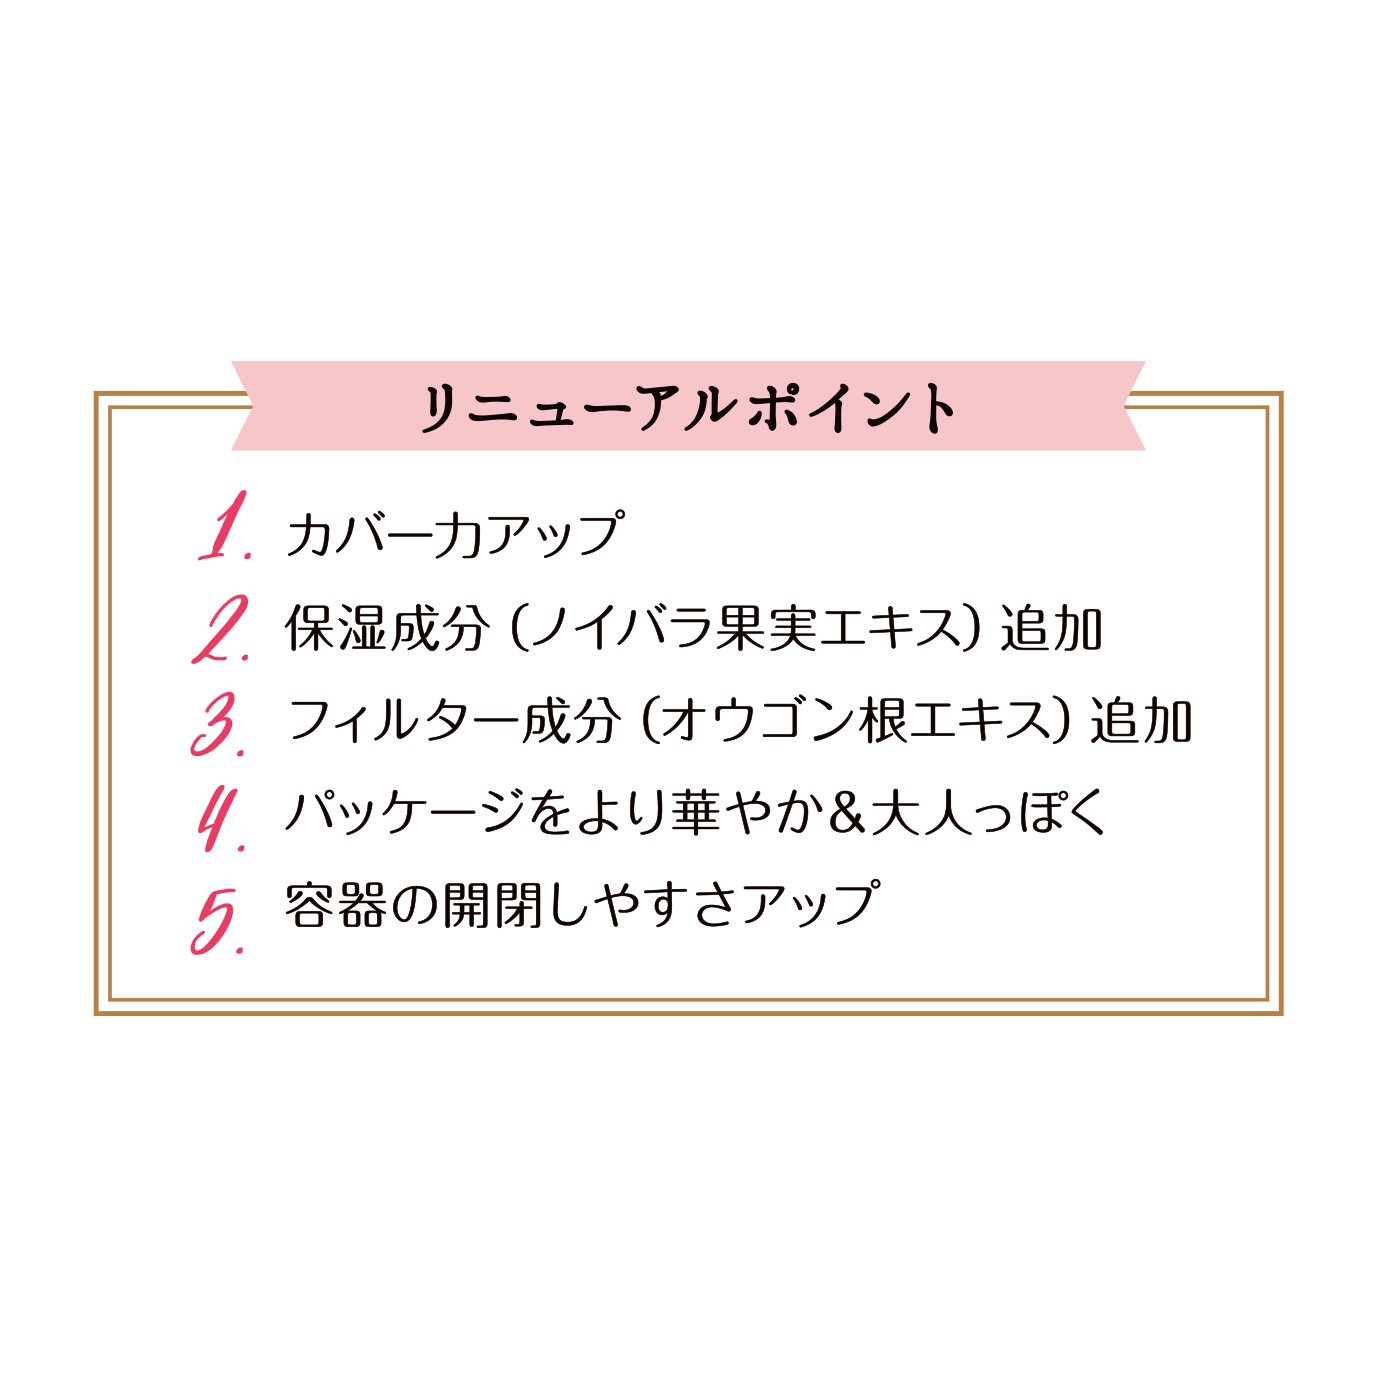 リニューアルポイント
1. カバー力アップ
2. 保湿成分 (ノイバラ果実エキス) 追加
3. フィルター成分 (オウゴン根エキス) 追加
4. パッケージをより華やか&大人っぽく
5. 容器の開閉しやすさアップ